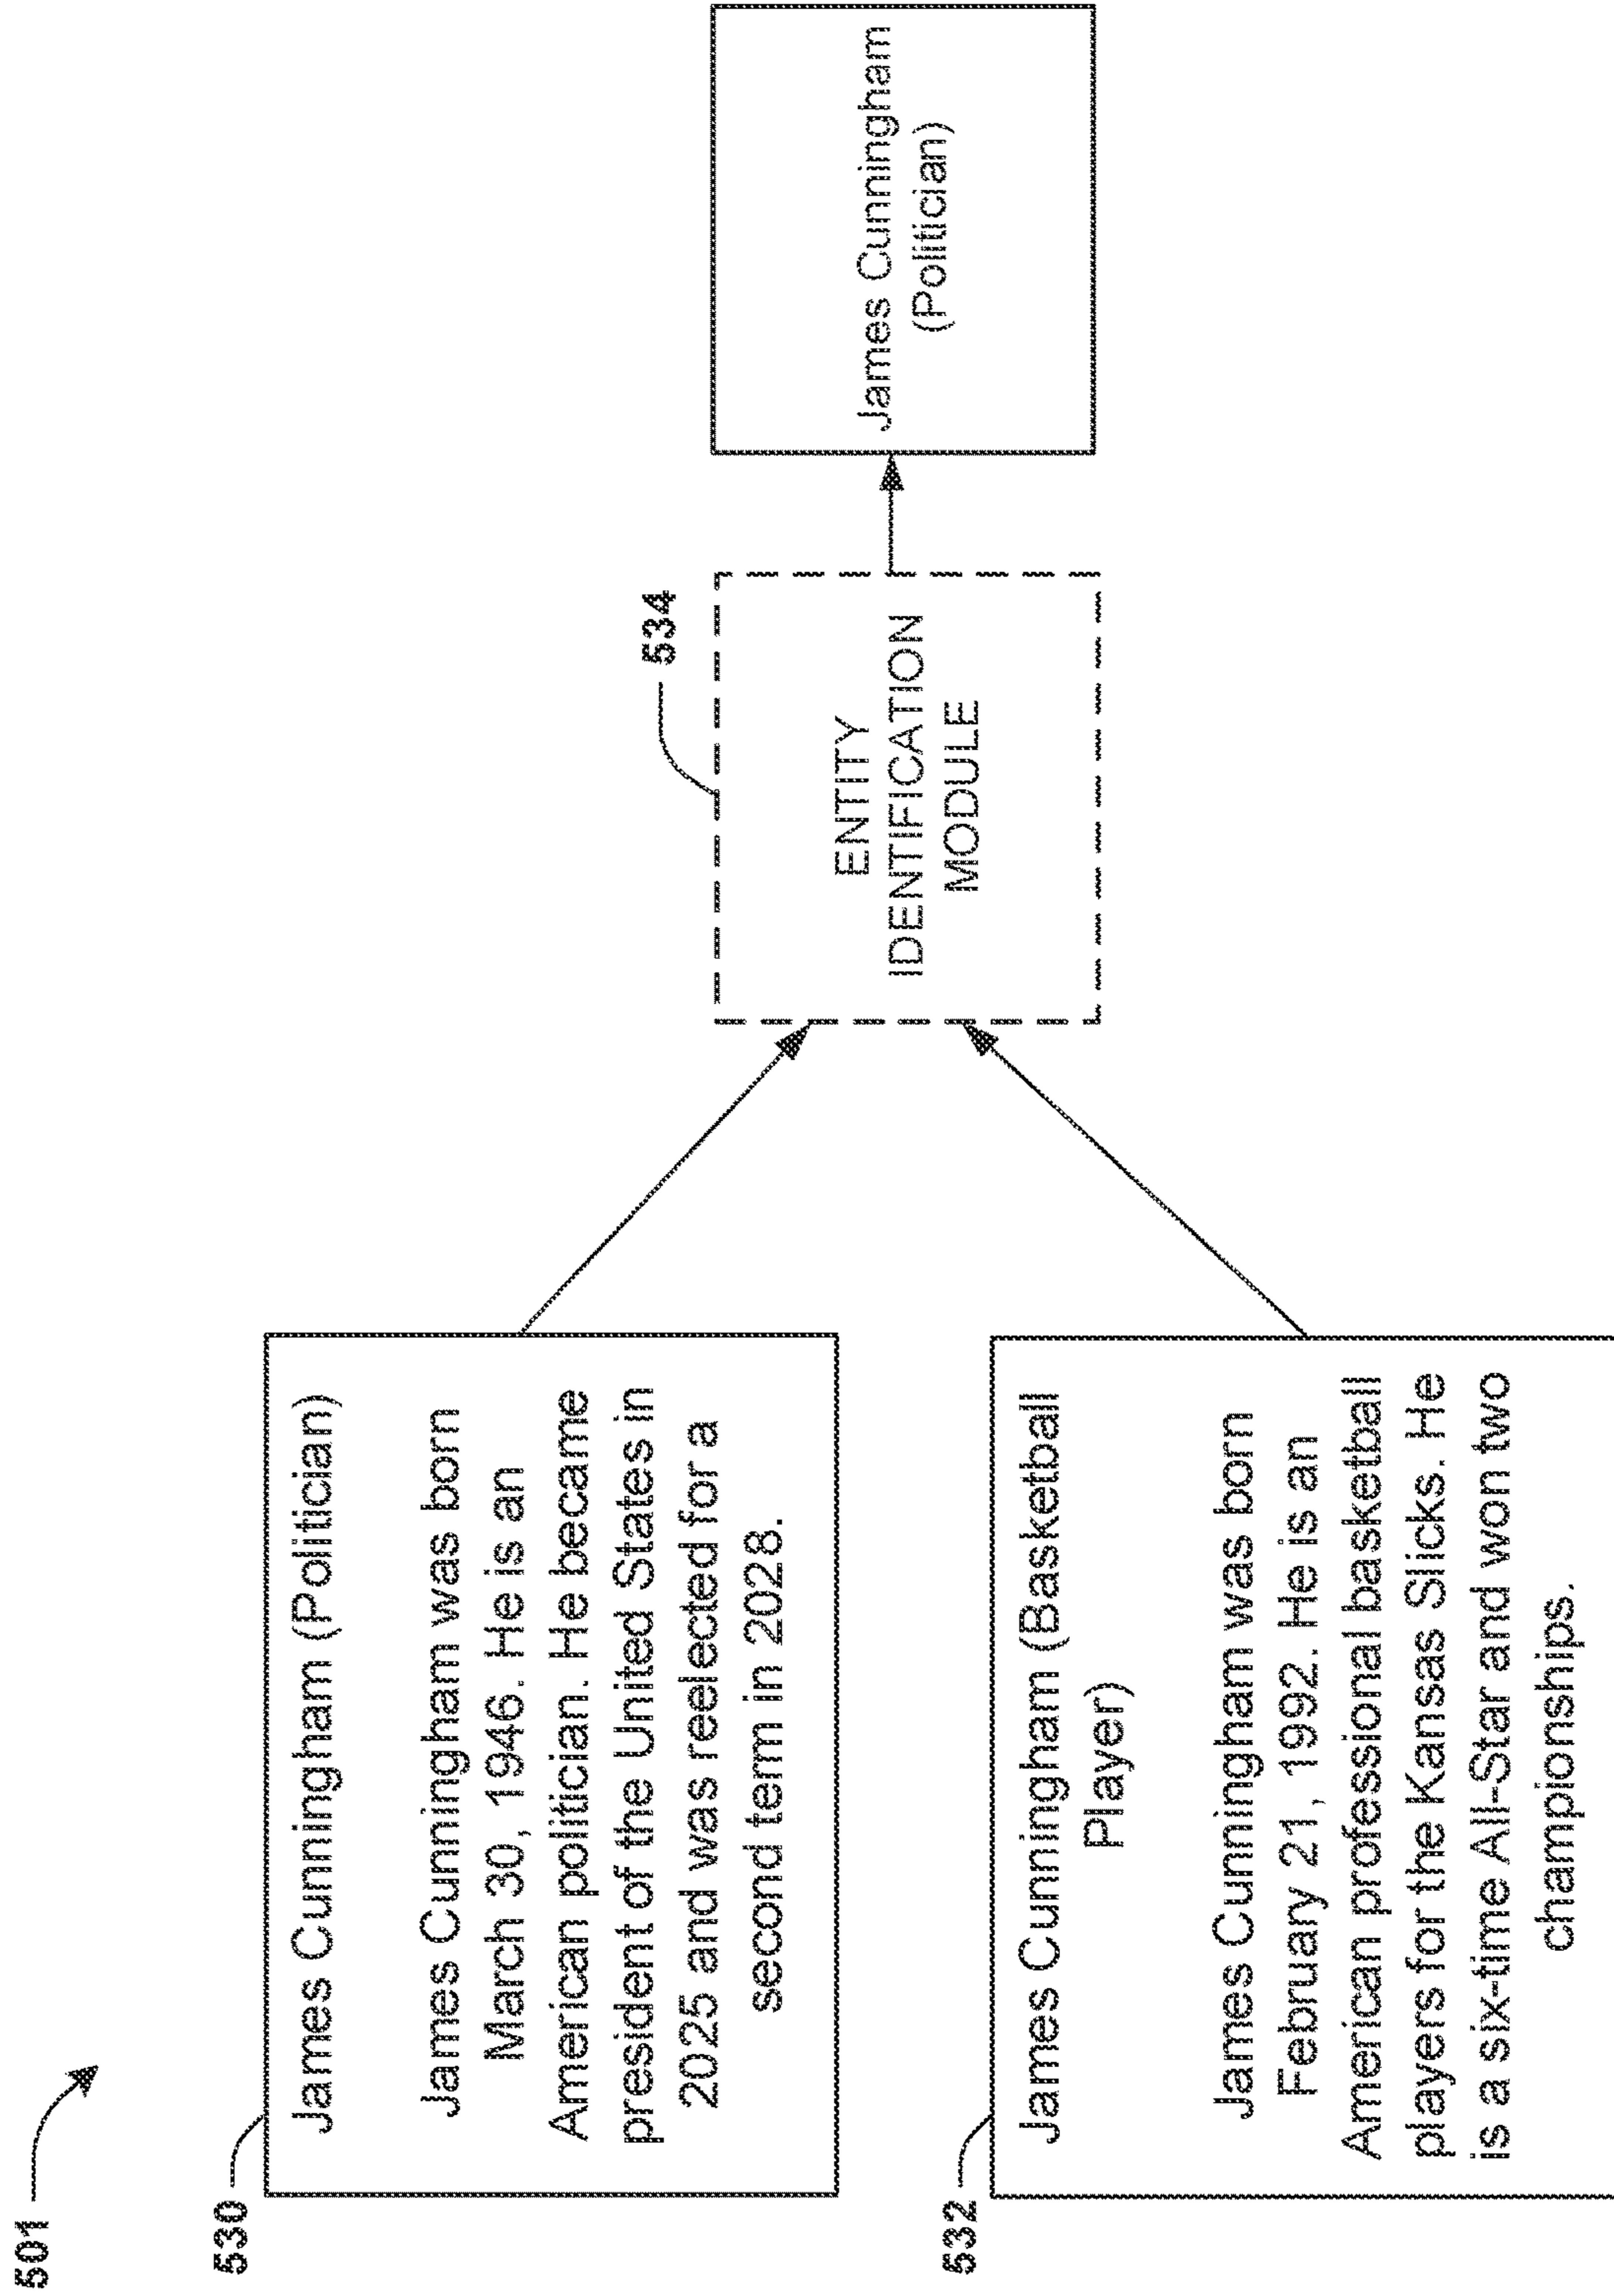 501
530
James Cunningham (Politician)
James Cunningham was born
March 30, 1946. He is an
American politician. He became
president of the United States in
2025 and was reelected for a
second term in 2028.
532
James Cunningham (Basketball
Player)
James Cunningham was born
February 21, 1992. He is an
American professional basketball
players for the Kansas Slicks. He
is a six-time All-Star and won two
championships.
534
ENTITY
IDENTIFICATION
MODULE
James Cunningham
(Politician)